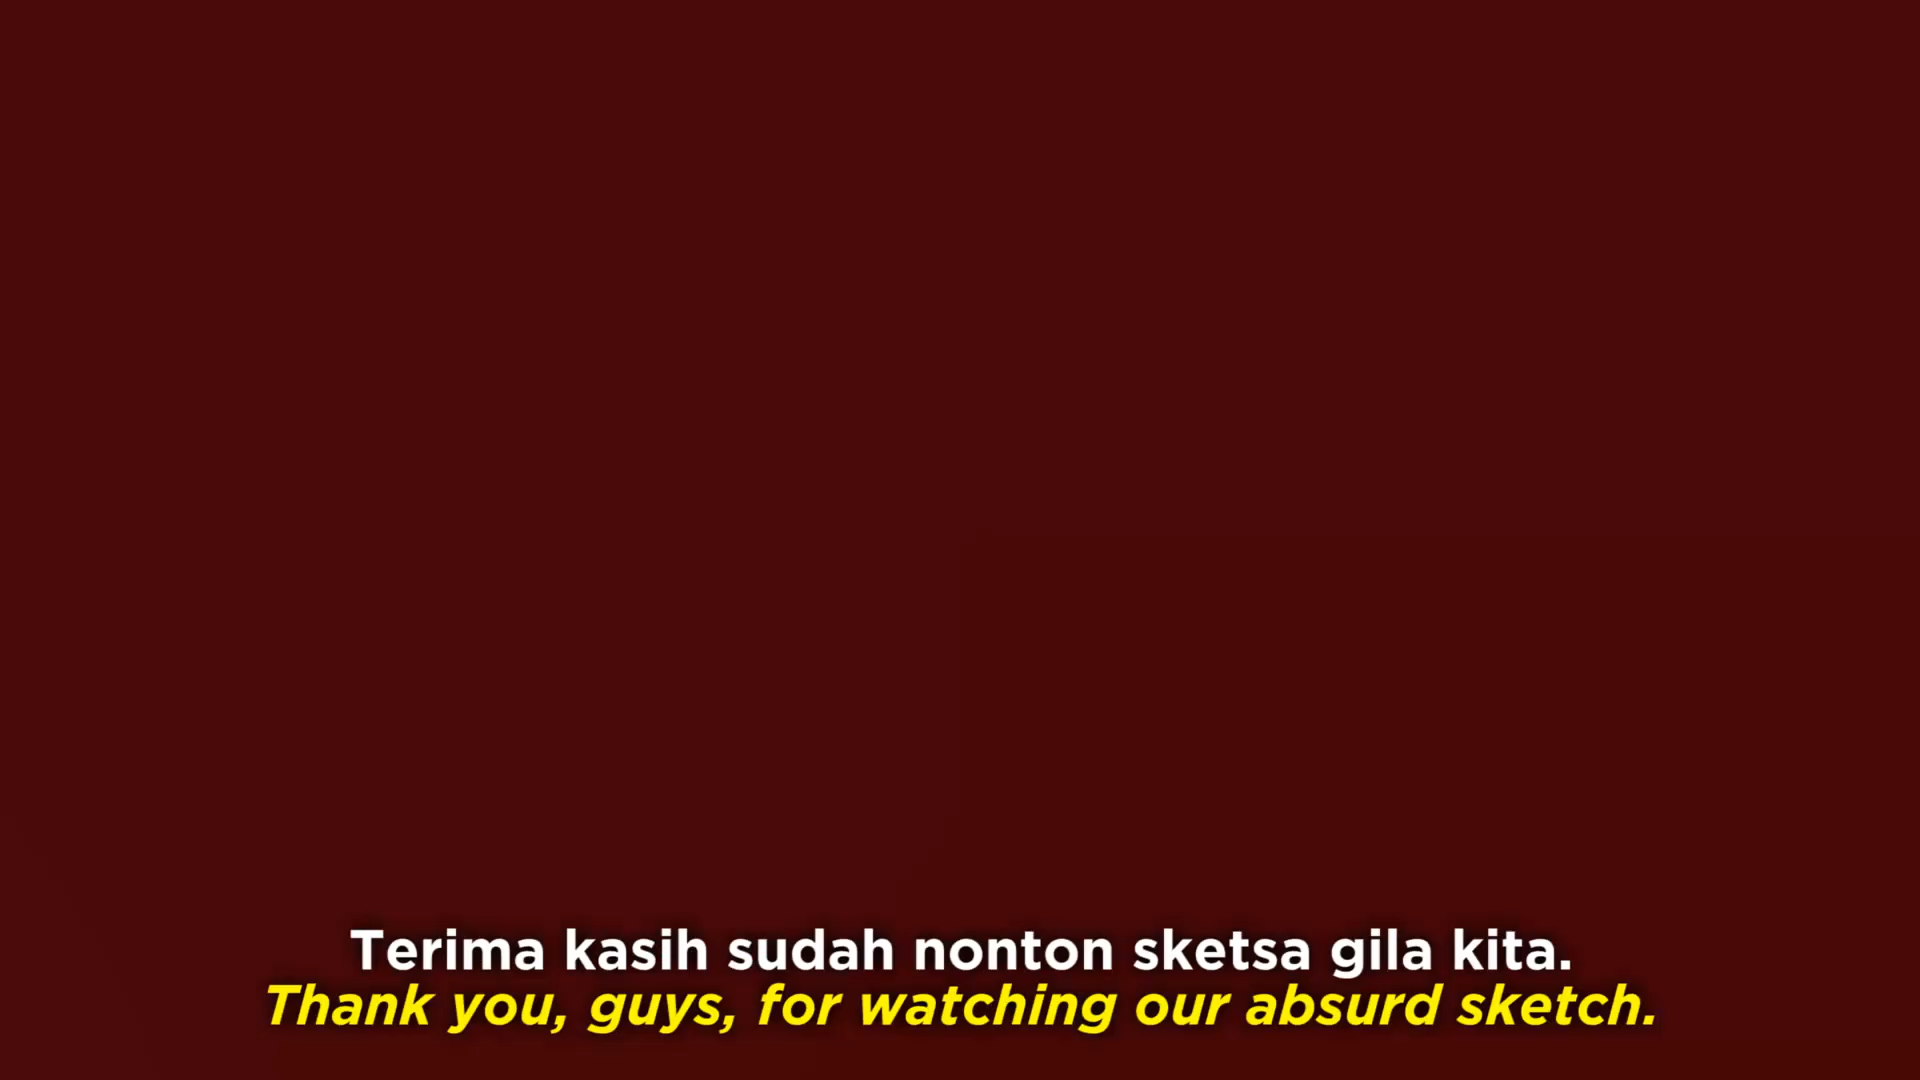 Terima kasih sudah nonton sketsa gila kita.
Thank you, guys, for watching our absurd sketch.